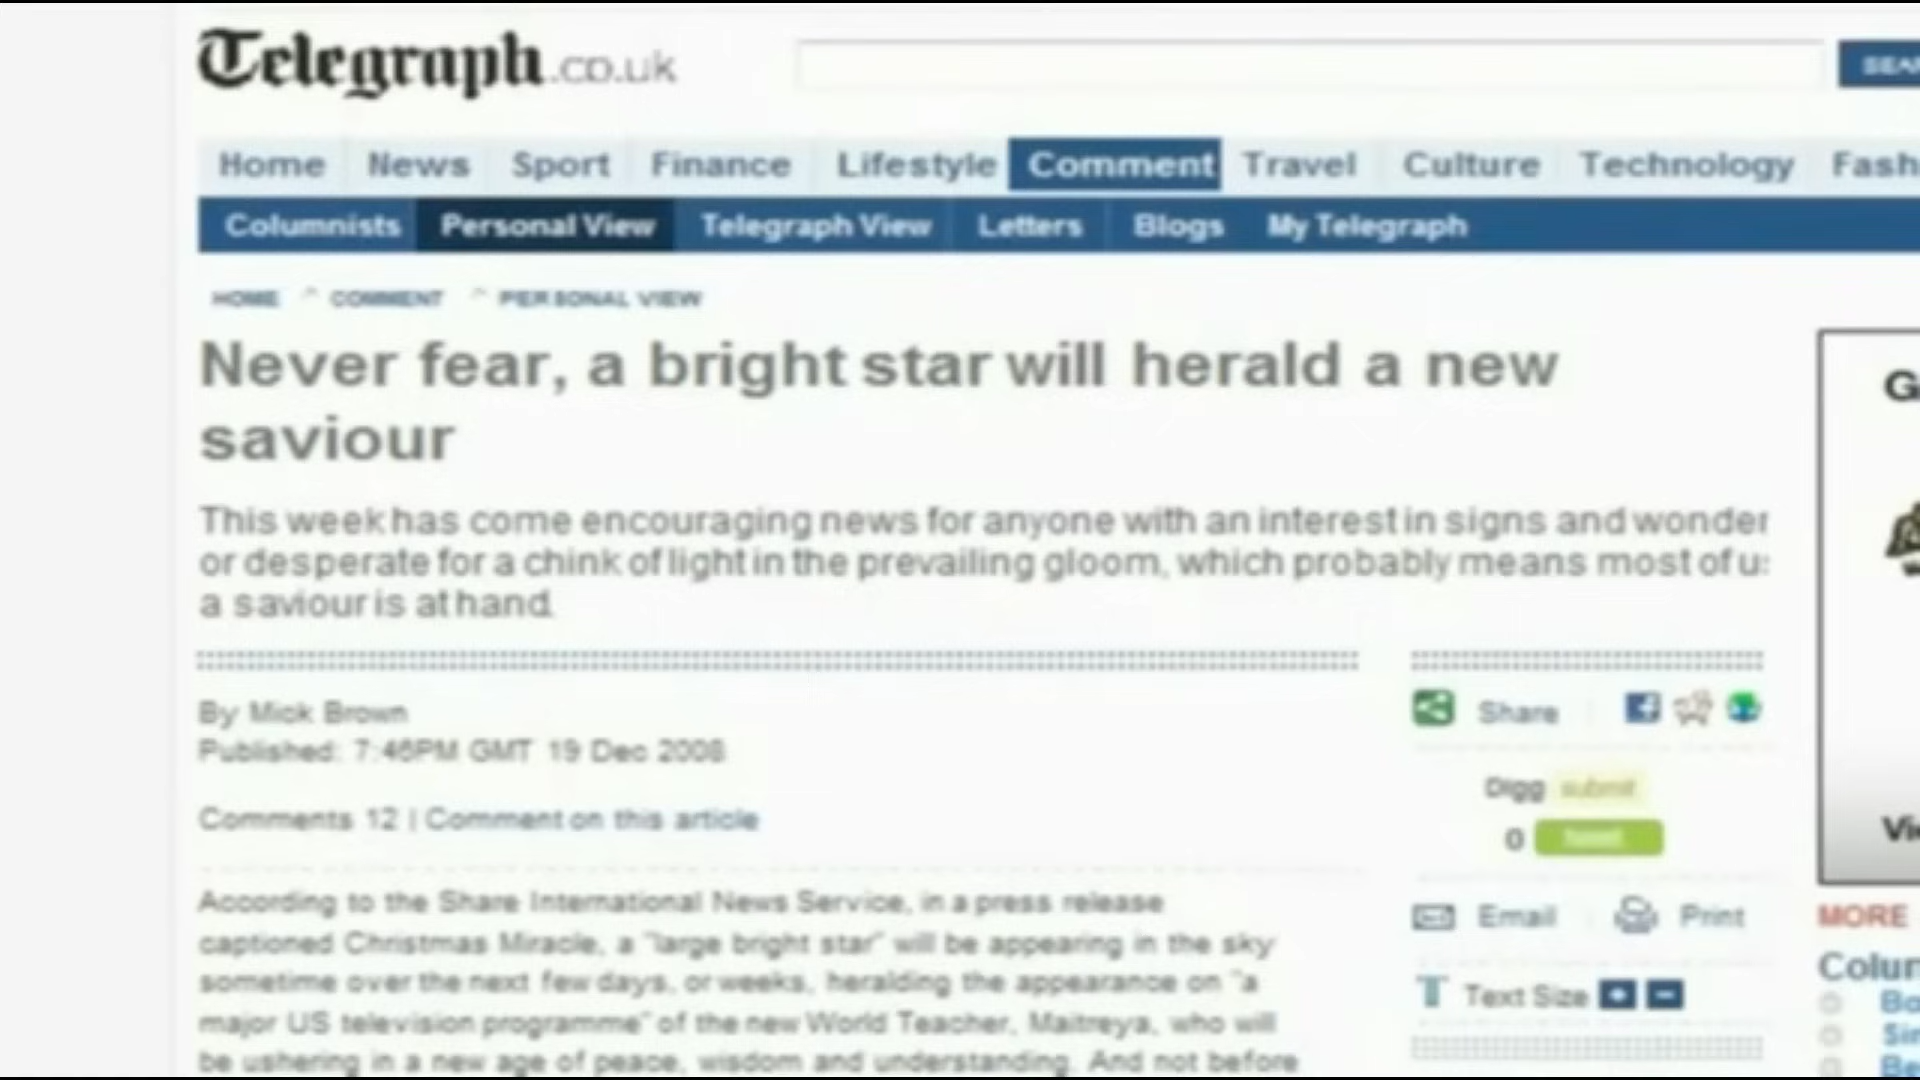 Telegraph.co.uk
Home News Sport Finance Lifestyle Comment Travel Culture Technology
Columnists Personal View Telegraph View Letters Blogs My Telegraph
HOME COMMENT PERSONAL VIEW
Never fear, a bright star will herald a new
saviour
This week has come encouraging news for anyone with an interest in signs and wonder
or desperate for a chink of light in the prevailing gloom, which probably means most of
a saviour is at hand
By Mick Brown
Published: 7:46PM GMT 19 Dec 2008
Comments 12 | Comment on this article
According to the Share International News Service, in a press release
captioned Christmas Miracle, a "large bright star" will be appearing in the sky
sometime over the next few days, or weeks, heralding the appearance on "a
major US television programme" of the new World Teacher, Maitreya, who will
be ushering in a new age of peace, wisdom and understanding. And not before
Share
Digg submit
0 tweet
Email Print
Text Size
MORE